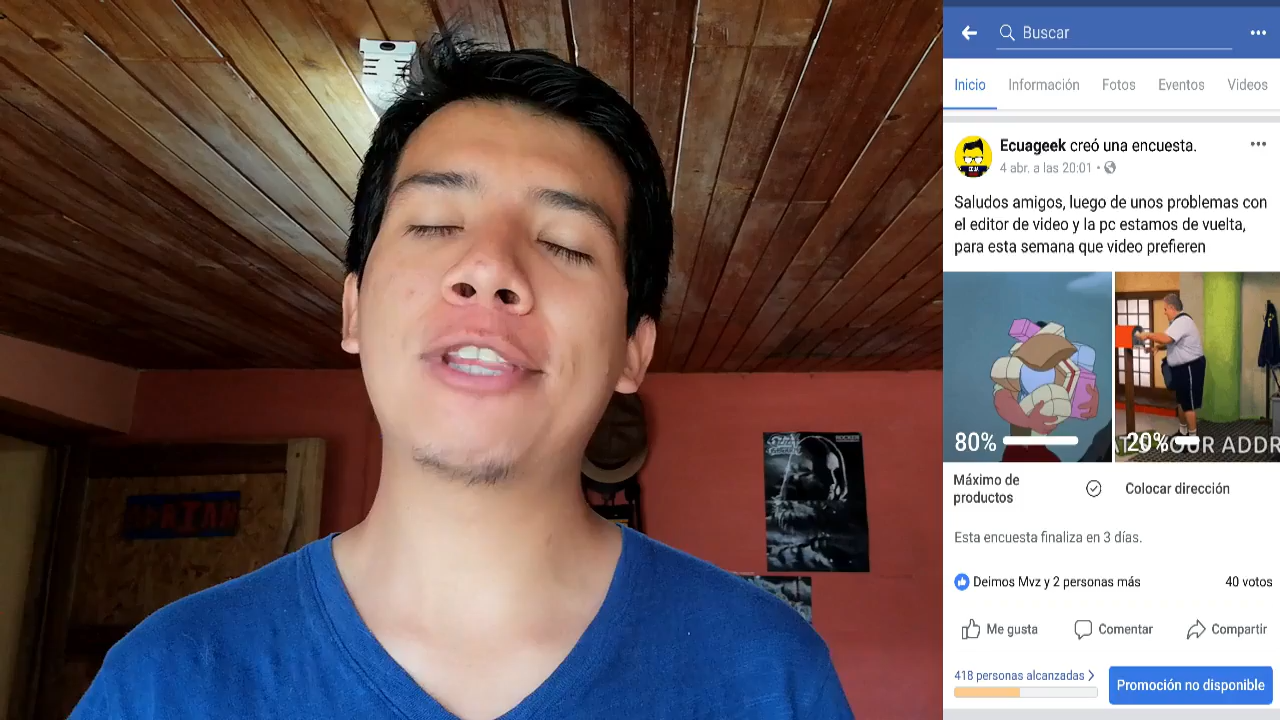 Buscar
Inicio
Información
Fotos
Eventos
Videos
Ecuageek creó una encuesta.
4 abr. a las 20:01
Saludos amigos, luego de unos problemas con
el editor de video y la pc estamos de vuelta,
para esta semana que video prefieren
80%
20%
OUR ADDR
Máximo de
productos
Colocar dirección
Esta encuesta finaliza en 3 días.
Deimos Mvz y 2 personas más
40 votos
Me gusta
Comentar
Compartir
418 personas alcanzadas
Promoción no disponible
ROCKER